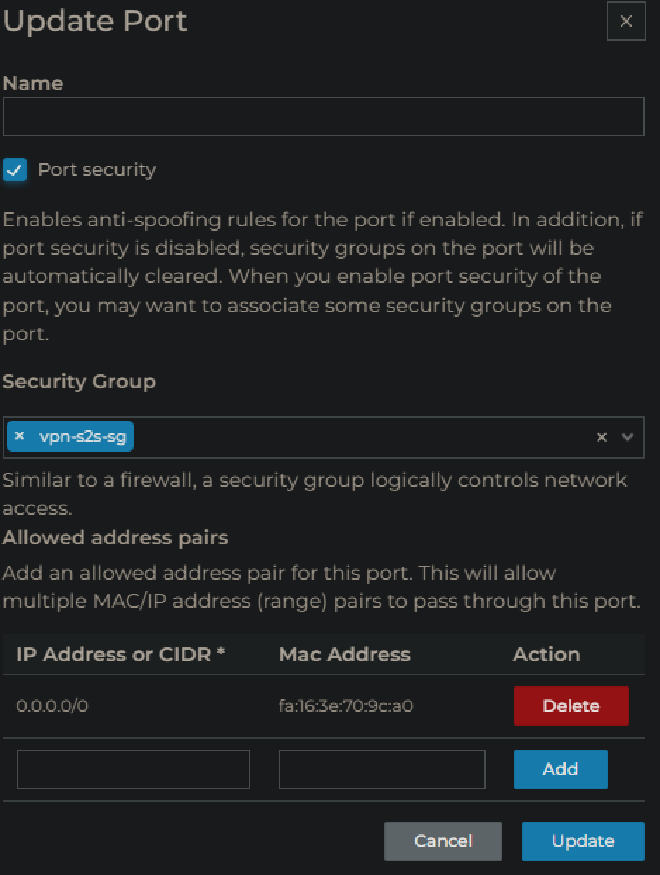 Update Port
×
Name
Port security
Enables anti-spoofing rules for the port if enabled. In addition, if
port security is disabled, security groups on the port will be
automatically cleared. When you enable port security of the
port, you may want to associate some security groups on the
port.
Security Group
× vpn-s2s-sg ×
Similar to a firewall, a security group logically controls network
access.
Allowed address pairs
Add an allowed address pair for this port. This will allow
multiple MAC/IP address (range) pairs to pass through this port.
IP Address or CIDR * Mac Address Action
0.0.0.0/0 fa:16:3e:70:9c:a0 Delete
Add
Cancel Update